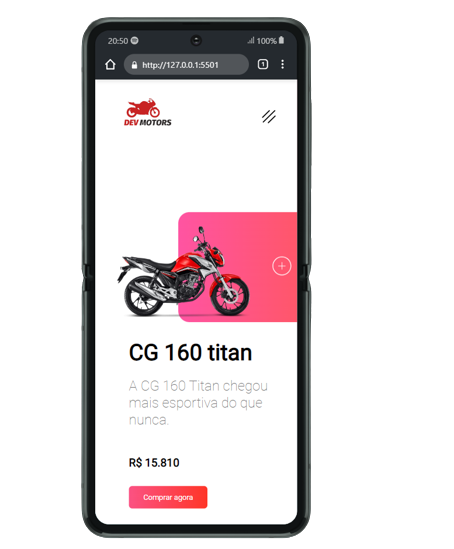 20:50 100%
http://127.0.0.1:5501 1
DEV MOTORS
CG 160 titan
A CG 160 Titan chegou
mais esportiva do que
nunca.
R$ 15.810
Comprar agora